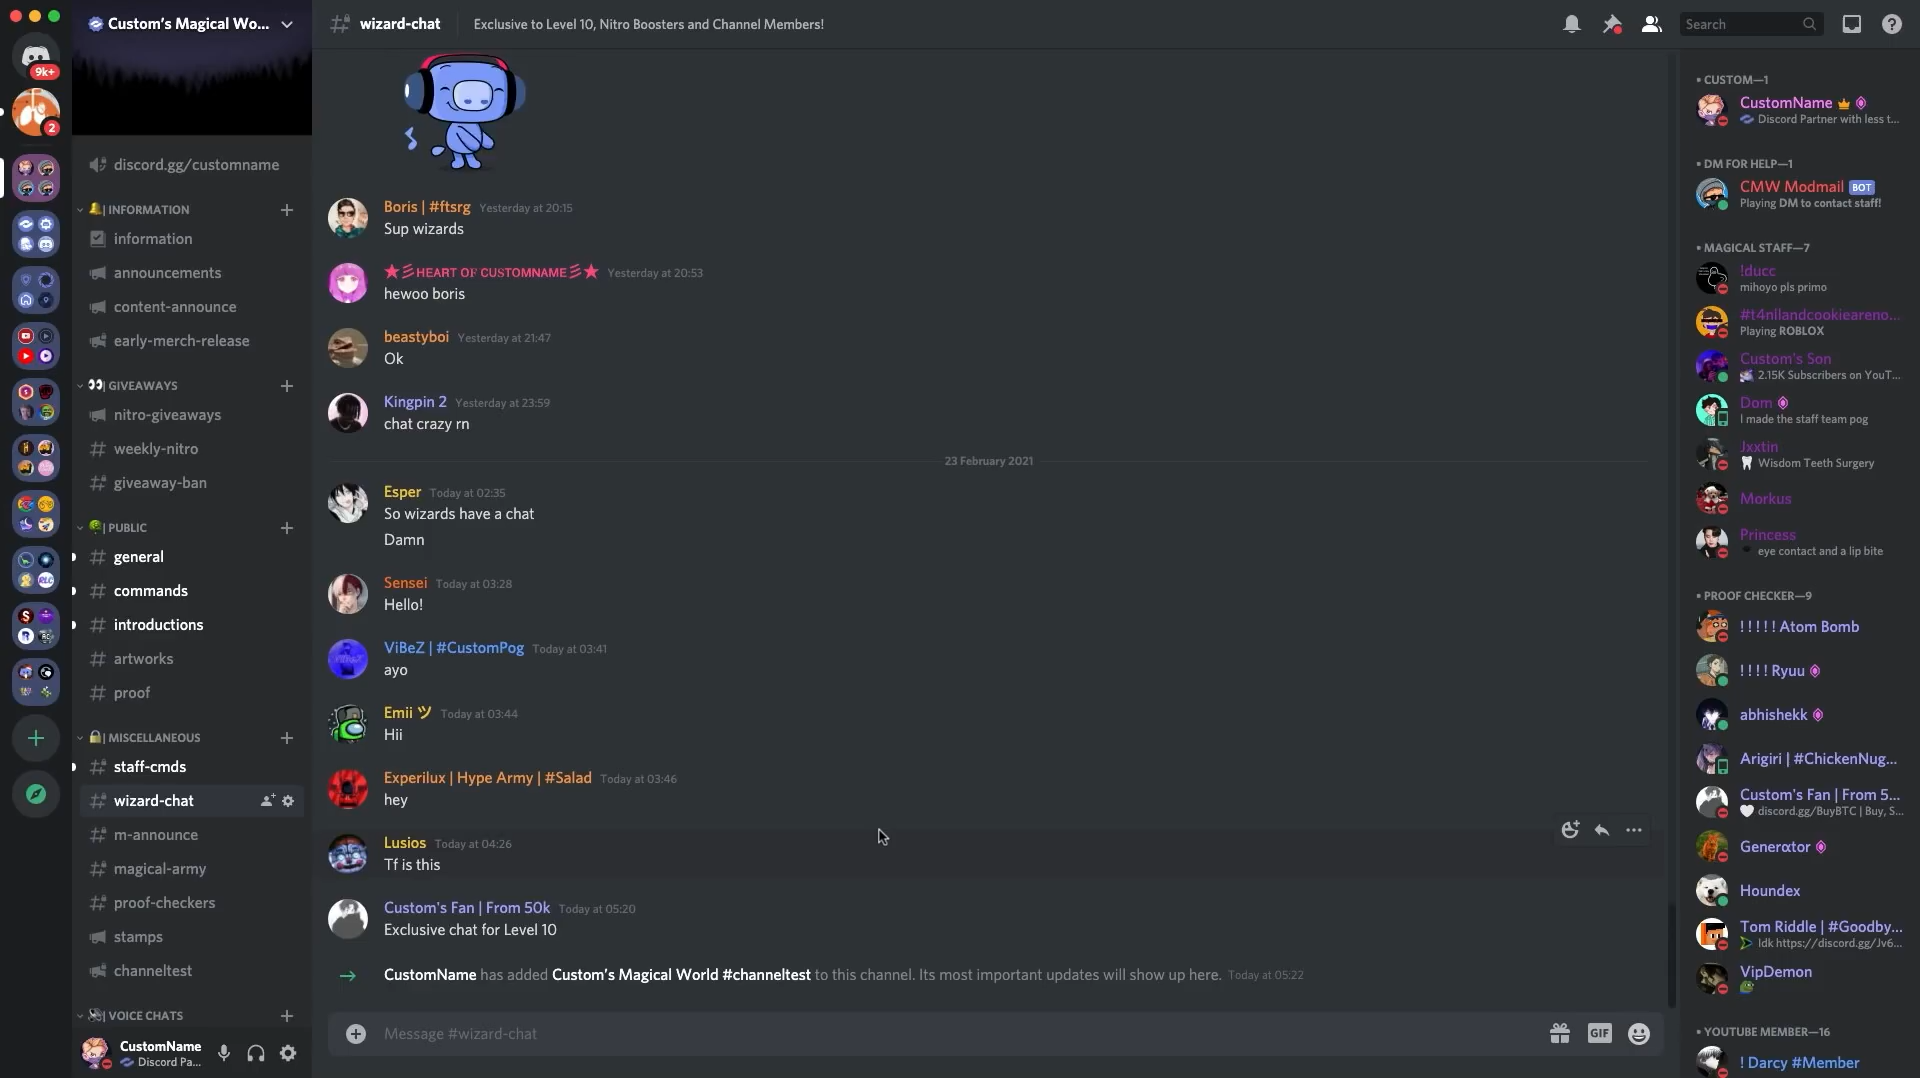 Custom's Magical Wo...
wizard-chat
Exclusive to Level 10, Nitro Boosters and Channel Members!
Search
9k+
2
discord.gg/customname
INFORMATION
information
announcements
content-announce
early-merch-release
GIVEAWAYS
nitro-giveaways
weekly-nitro
giveaway-ban
PUBLIC
general
commands
introductions
artworks
proof
MISCELLANEOUS
staff-cmds
wizard-chat
m-announce
magical-army
proof-checkers
stamps
channeltest
VOICE CHATS
CustomName
Discord Pa...
Boris | #ftsrg Yesterday at 20:15
Sup wizards
★彡HEART OF CUSTOMNAME彡★ Yesterday at 20:53
hewoo boris
beastyboi Yesterday at 21:47
Ok
Kingpin 2 Yesterday at 23:59
chat crazy rn
23 February 2021
Esper Today at 02:35
So wizards have a chat
Damn
Sensei Today at 03:28
Hello!
ViBeZ | #CustomPog Today at 03:41
ayo
Emii ツ Today at 03:44
Hii
Experilux | Hype Army | #Salad Today at 03:46
hey
Lusios Today at 04:26
Tf is this
Custom's Fan | From 50k Today at 05:20
Exclusive chat for Level 10
CustomName has added Custom's Magical World #channeltest to this channel. Its most important updates will show up here. Today at 05:22
Message #wizard-chat
GIF
CUSTOM—1
CustomName
Discord Partner with less t...
DM FOR HELP—1
CMW Modmail BOT
Playing DM to contact staff!
MAGICAL STAFF—7
!ducc
mihoyo pls primo
#t4nllandcookieareno...
Playing ROBLOX
Custom's Son
2.15K Subscribers on YouT...
Dom
I made the staff team pog
Jxxtin
Wisdom Teeth Surgery
Morkus
Princess
eye contact and a lip bite
PROOF CHECKER—9
! ! ! ! ! Atom Bomb
! ! ! ! Ryuu
abhishekk
Arigiri | #ChickenNug...
Custom's Fan | From 5...
discord.gg/BuyBTC | Buy, S...
Generαtor
Houndex
Tom Riddle | #Goodby...
Idk https://discord.gg/Jv6...
VipDemon
YOUTUBE MEMBER—16
! Darcy #Member